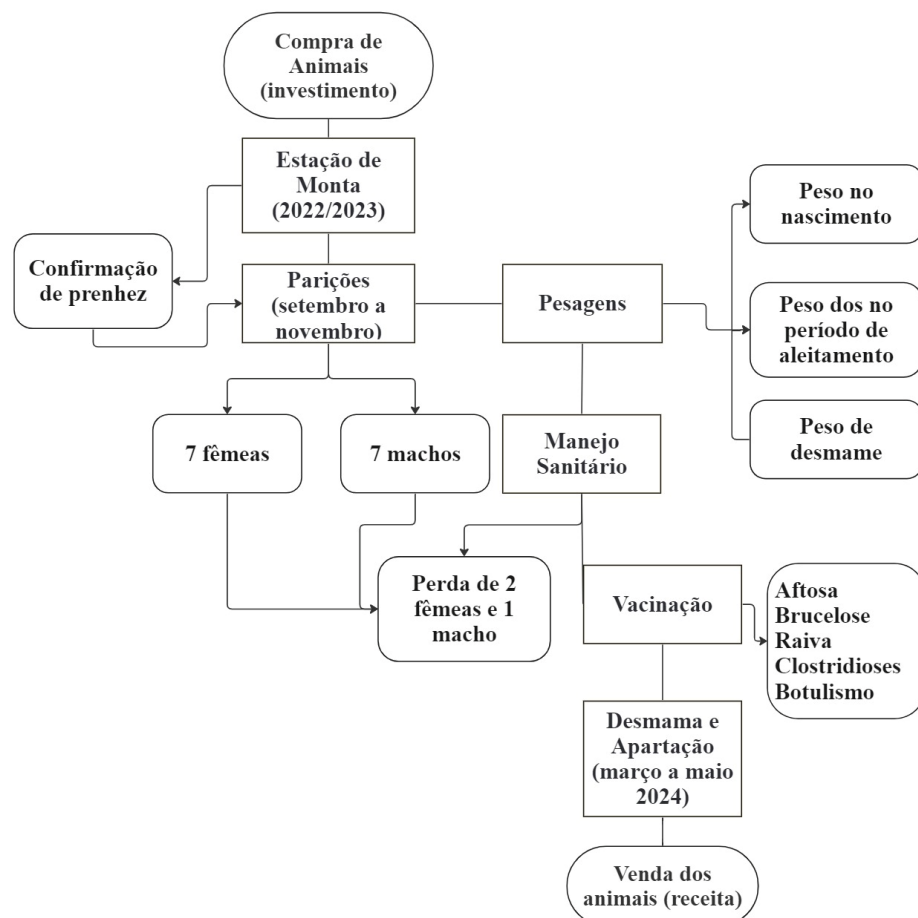 Compra de
Animais
(investimento)
Estação de
Monta
(2022/2023)
Confirmação
de prenhez
Parições
(setembro a
novembro)
Pesagens
Peso no
nascimento
Peso dos no
período de
aleitamento
Peso de
desmame
7 fêmeas
7 machos
Manejo
Sanitário
Perda de 2
fêmeas e 1
macho
Vacinação
Aftosa
Brucelose
Raiva
Clostridioses
Botulismo
Desmama e
Apartação
(março a maio
2024)
Venda dos
animais (receita)